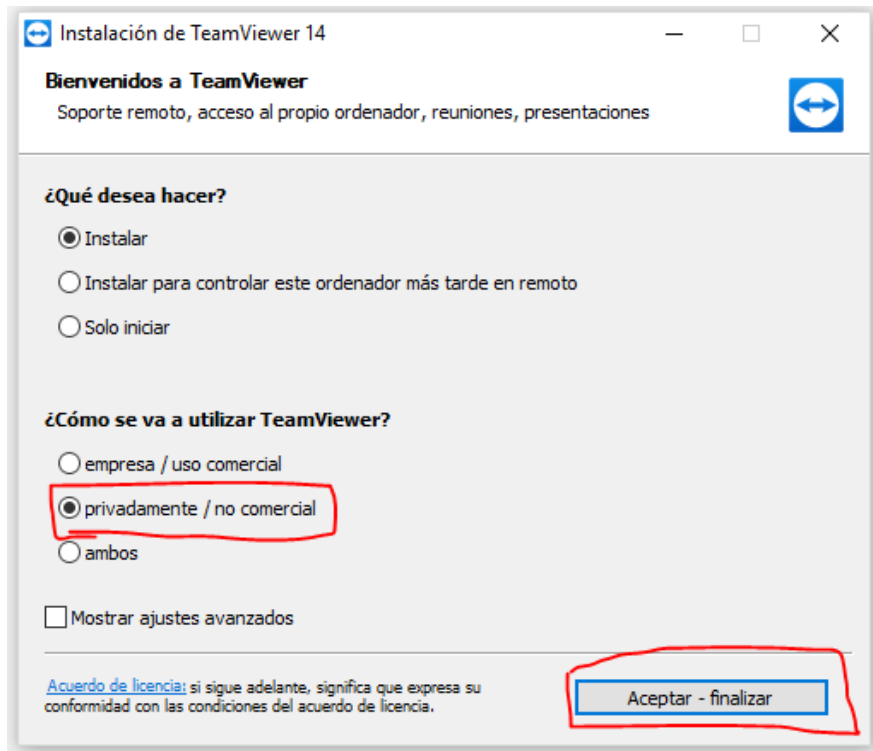 Instalación de TeamViewer 14
Bienvenidos a TeamViewer
Soporte remoto, acceso al propio ordenador, reuniones, presentaciones
¿Qué desea hacer?
Instalar
Instalar para controlar este ordenador más tarde en remoto
Solo iniciar
¿Cómo se va a utilizar TeamViewer?
empresa / uso comercial
privadamente / no comercial
ambos
Mostrar ajustes avanzados
Acuerdo de licencia: si sigue adelante, significa que expresa su
conformidad con las condiciones del acuerdo de licencia.
Aceptar - finalizar